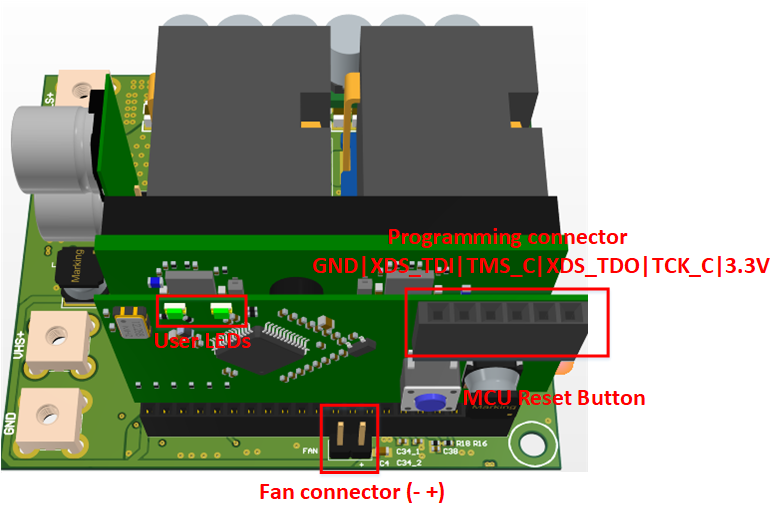 S+
Programming connector
GND|XDS_TDI|TMS_C|XDS_TDO|TCK_C|3.3V
Marking
User LEDs
VHS+
MCU Reset Button
Marking
GND
FAN
+
C4
C34_1
C34_2
C38
R18 R16
Fan connector (- +)